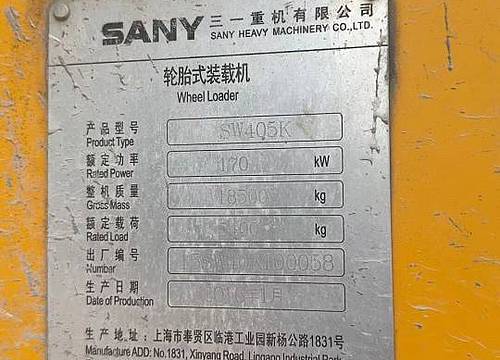 SANY 三一重机有限公司
SANY HEAVY MACHINERY CO.,LTD.
轮胎式装载机
Wheel Loader
产品型号 SW405K
Product Type
额定功率 170 kW
Rated Power
整机质量 18500 kg
Gross Mass
额定载荷 kg
Rated Load
出厂编号
Number
生产日期
Date of Production
生产地址:上海市奉贤区临港工业园新杨公路1831号
Manufacture ADD: No.1831, Xinyang Road, Lingang Industrial Park